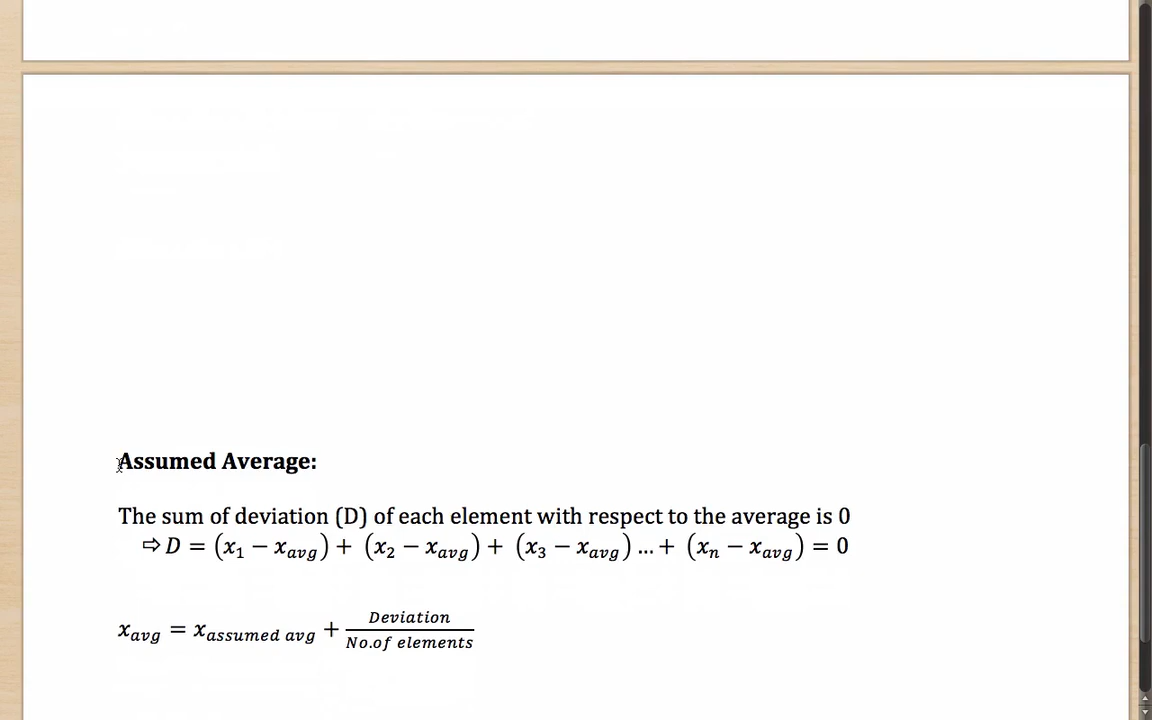 Assumed Average:
The sum of deviation (D) of each element with respect to the average is 0
⇨ D = (x₁ − x_avg) + (x₂ − x_avg) + (x₃ − x_avg) … + (xₙ − x_avg) = 0
x_avg = x_assumed avg + Deviation / No.of elements